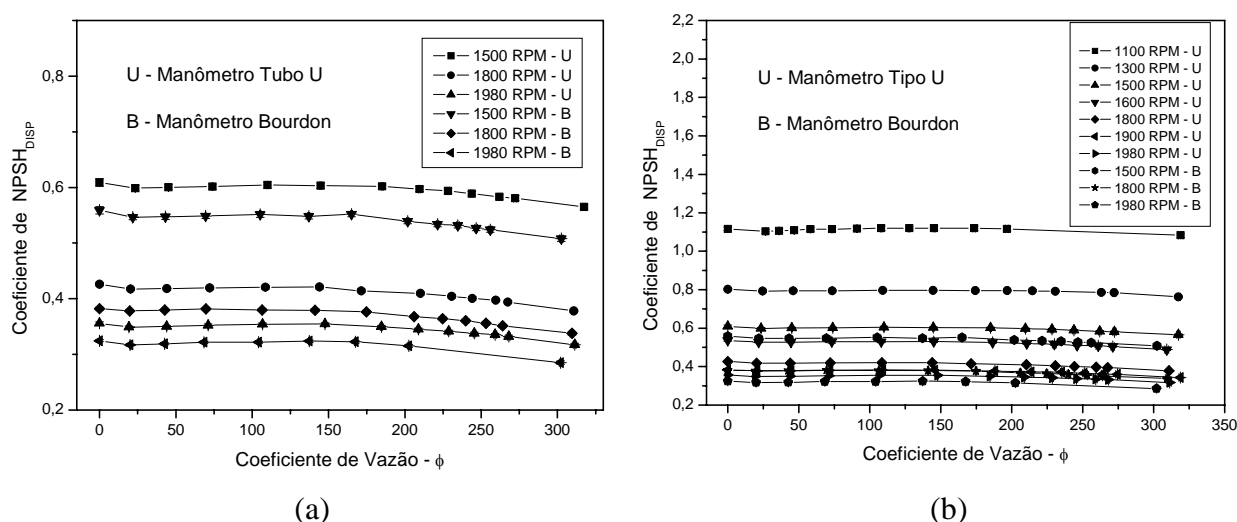 U - Manômetro Tubo U
B - Manômetro Bourdon
1500 RPM - U
1800 RPM - U
1980 RPM - U
1500 RPM - B
1800 RPM - B
1980 RPM - B
Coeficiente de NPSH_DISP
0,8
0,6
0,4
0,2
0 50 100 150 200 250 300
Coeficiente de Vazão - ϕ
(a)
U - Manômetro Tipo U
B - Manômetro Bourdon
1100 RPM - U
1300 RPM - U
1500 RPM - U
1600 RPM - U
1800 RPM - U
1900 RPM - U
1980 RPM - U
1500 RPM - B
1800 RPM - B
1980 RPM - B
Coeficiente de NPSH_DISP
2,2
2,0
1,8
1,6
1,4
1,2
1,0
0,8
0,6
0,4
0,2
0 50 100 150 200 250 300 350
Coeficiente de Vazão - ϕ
(b)